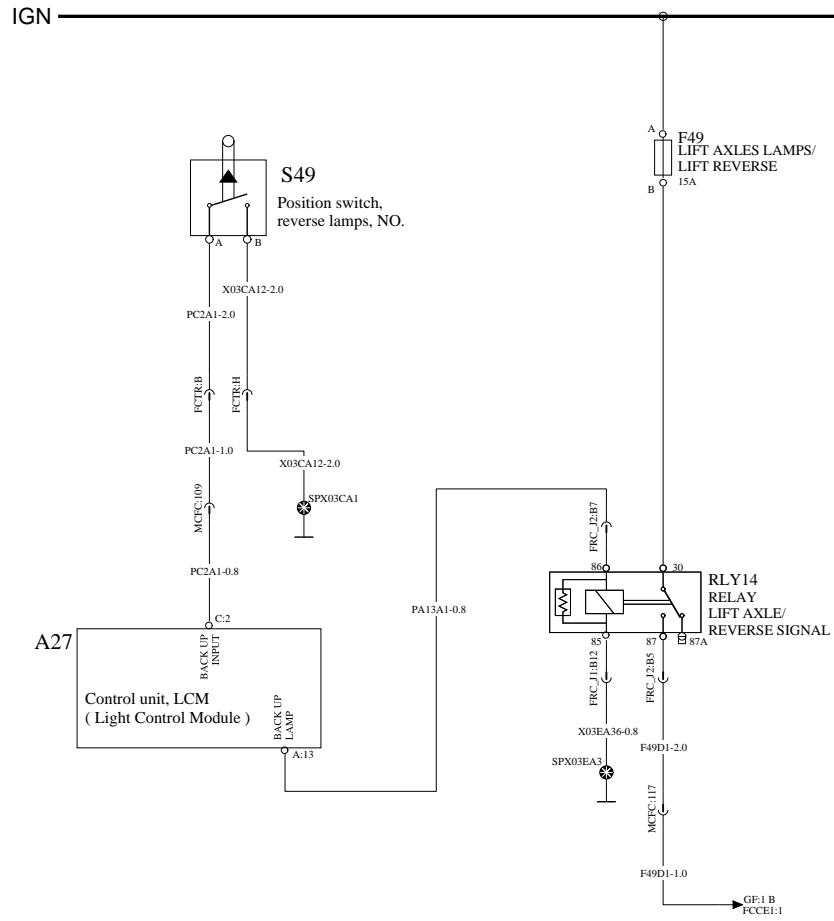 IGN
A
F49
LIFT AXLES LAMPS/
LIFT REVERSE
B
15A
S49
Position switch,
reverse lamps, NO.
A
B
X03CA12-2.0
PC2A1-2.0
FCTR:B
FCTR:H
PC2A1-1.0
X03CA12-2.0
SPX03CA1
MCFC:109
FRC_J2:B7
PC2A1-0.8
86
30
RLY14
RELAY
LIFT AXLE/
REVERSE SIGNAL
PA13A1-0.8
C:2
A27
BACK UP
INPUT
85
87
87A
Control unit, LCM
( Light Control Module )
BACK UP
LAMP
A:13
FRC_J1:B12
FRC_J2:B5
X03EA36-0.8
F49D1-2.0
SPX03EA3
MCFC:117
F49D1-1.0
GF:1 B
FCCE1:1